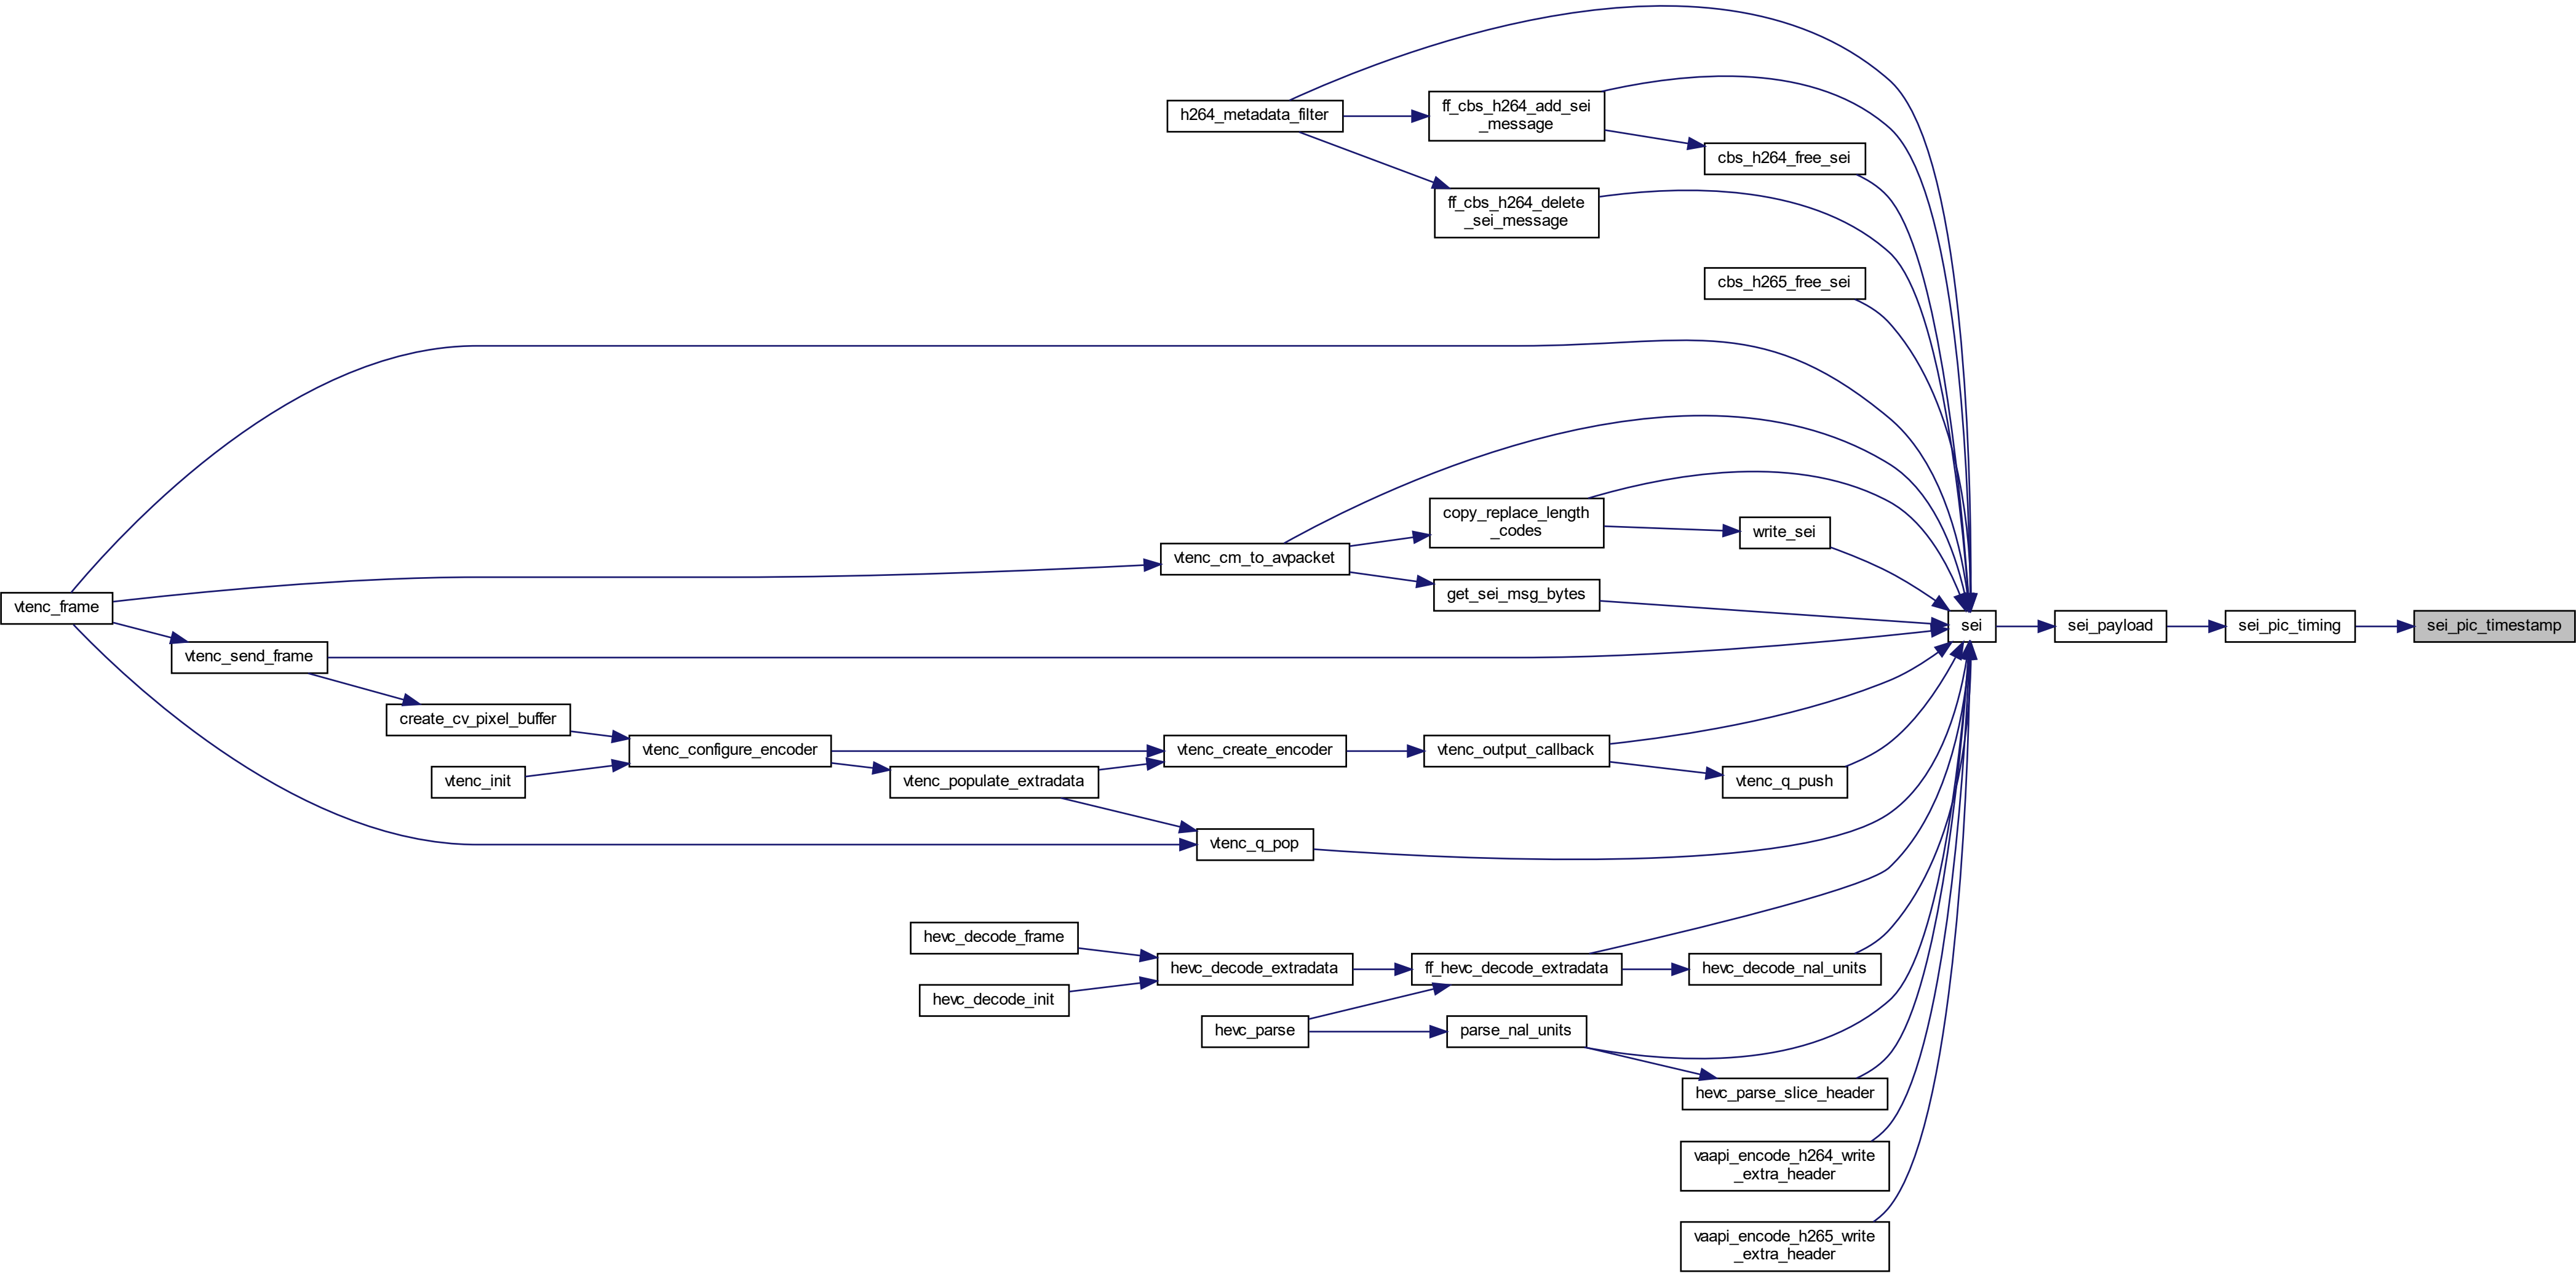 h264_metadata_filter
ff_cbs_h264_add_sei
_message
cbs_h264_free_sei
ff_cbs_h264_delete
_sei_message
cbs_h265_free_sei
copy_replace_length
_codes
write_sei
vtenc_cm_to_avpacket
get_sei_msg_bytes
vtenc_frame
sei
sei_payload
sei_pic_timing
sei_pic_timestamp
vtenc_send_frame
create_cv_pixel_buffer
vtenc_configure_encoder
vtenc_create_encoder
vtenc_output_callback
vtenc_init
vtenc_populate_extradata
vtenc_q_push
vtenc_q_pop
hevc_decode_frame
hevc_decode_extradata
ff_hevc_decode_extradata
hevc_decode_nal_units
hevc_decode_init
hevc_parse
parse_nal_units
hevc_parse_slice_header
vaapi_encode_h264_write
_extra_header
vaapi_encode_h265_write
_extra_header